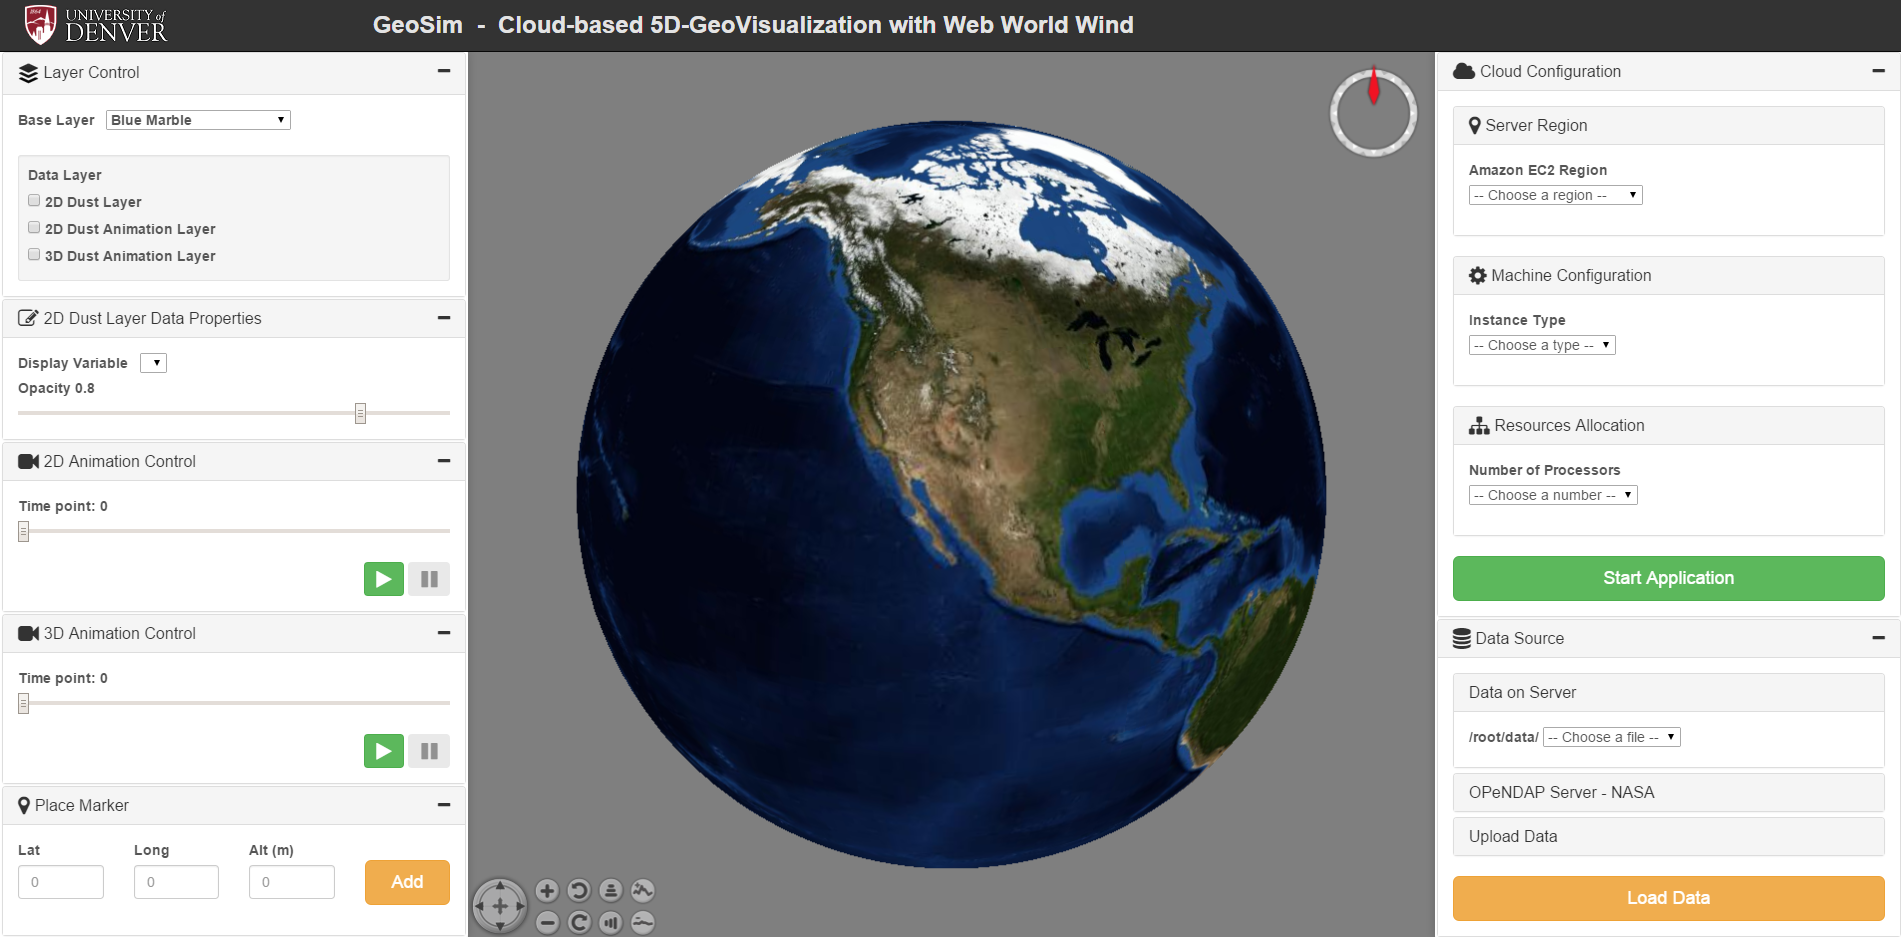 1864 UNIVERSITY of
DENVER
GeoSim - Cloud-based 5D-GeoVisualization with Web World Wind
Layer Control
Base Layer Blue Marble
Data Layer
2D Dust Layer
2D Dust Animation Layer
3D Dust Animation Layer
2D Dust Layer Data Properties
Display Variable
Opacity 0.8
2D Animation Control
Time point: 0
3D Animation Control
Time point: 0
Place Marker
Lat Long Alt (m)
0 0 0 Add
Cloud Configuration
Server Region
Amazon EC2 Region
-- Choose a region --
Machine Configuration
Instance Type
-- Choose a type --
Resources Allocation
Number of Processors
-- Choose a number --
Start Application
Data Source
Data on Server
/root/data/ -- Choose a file --
OPeNDAP Server - NASA
Upload Data
Load Data